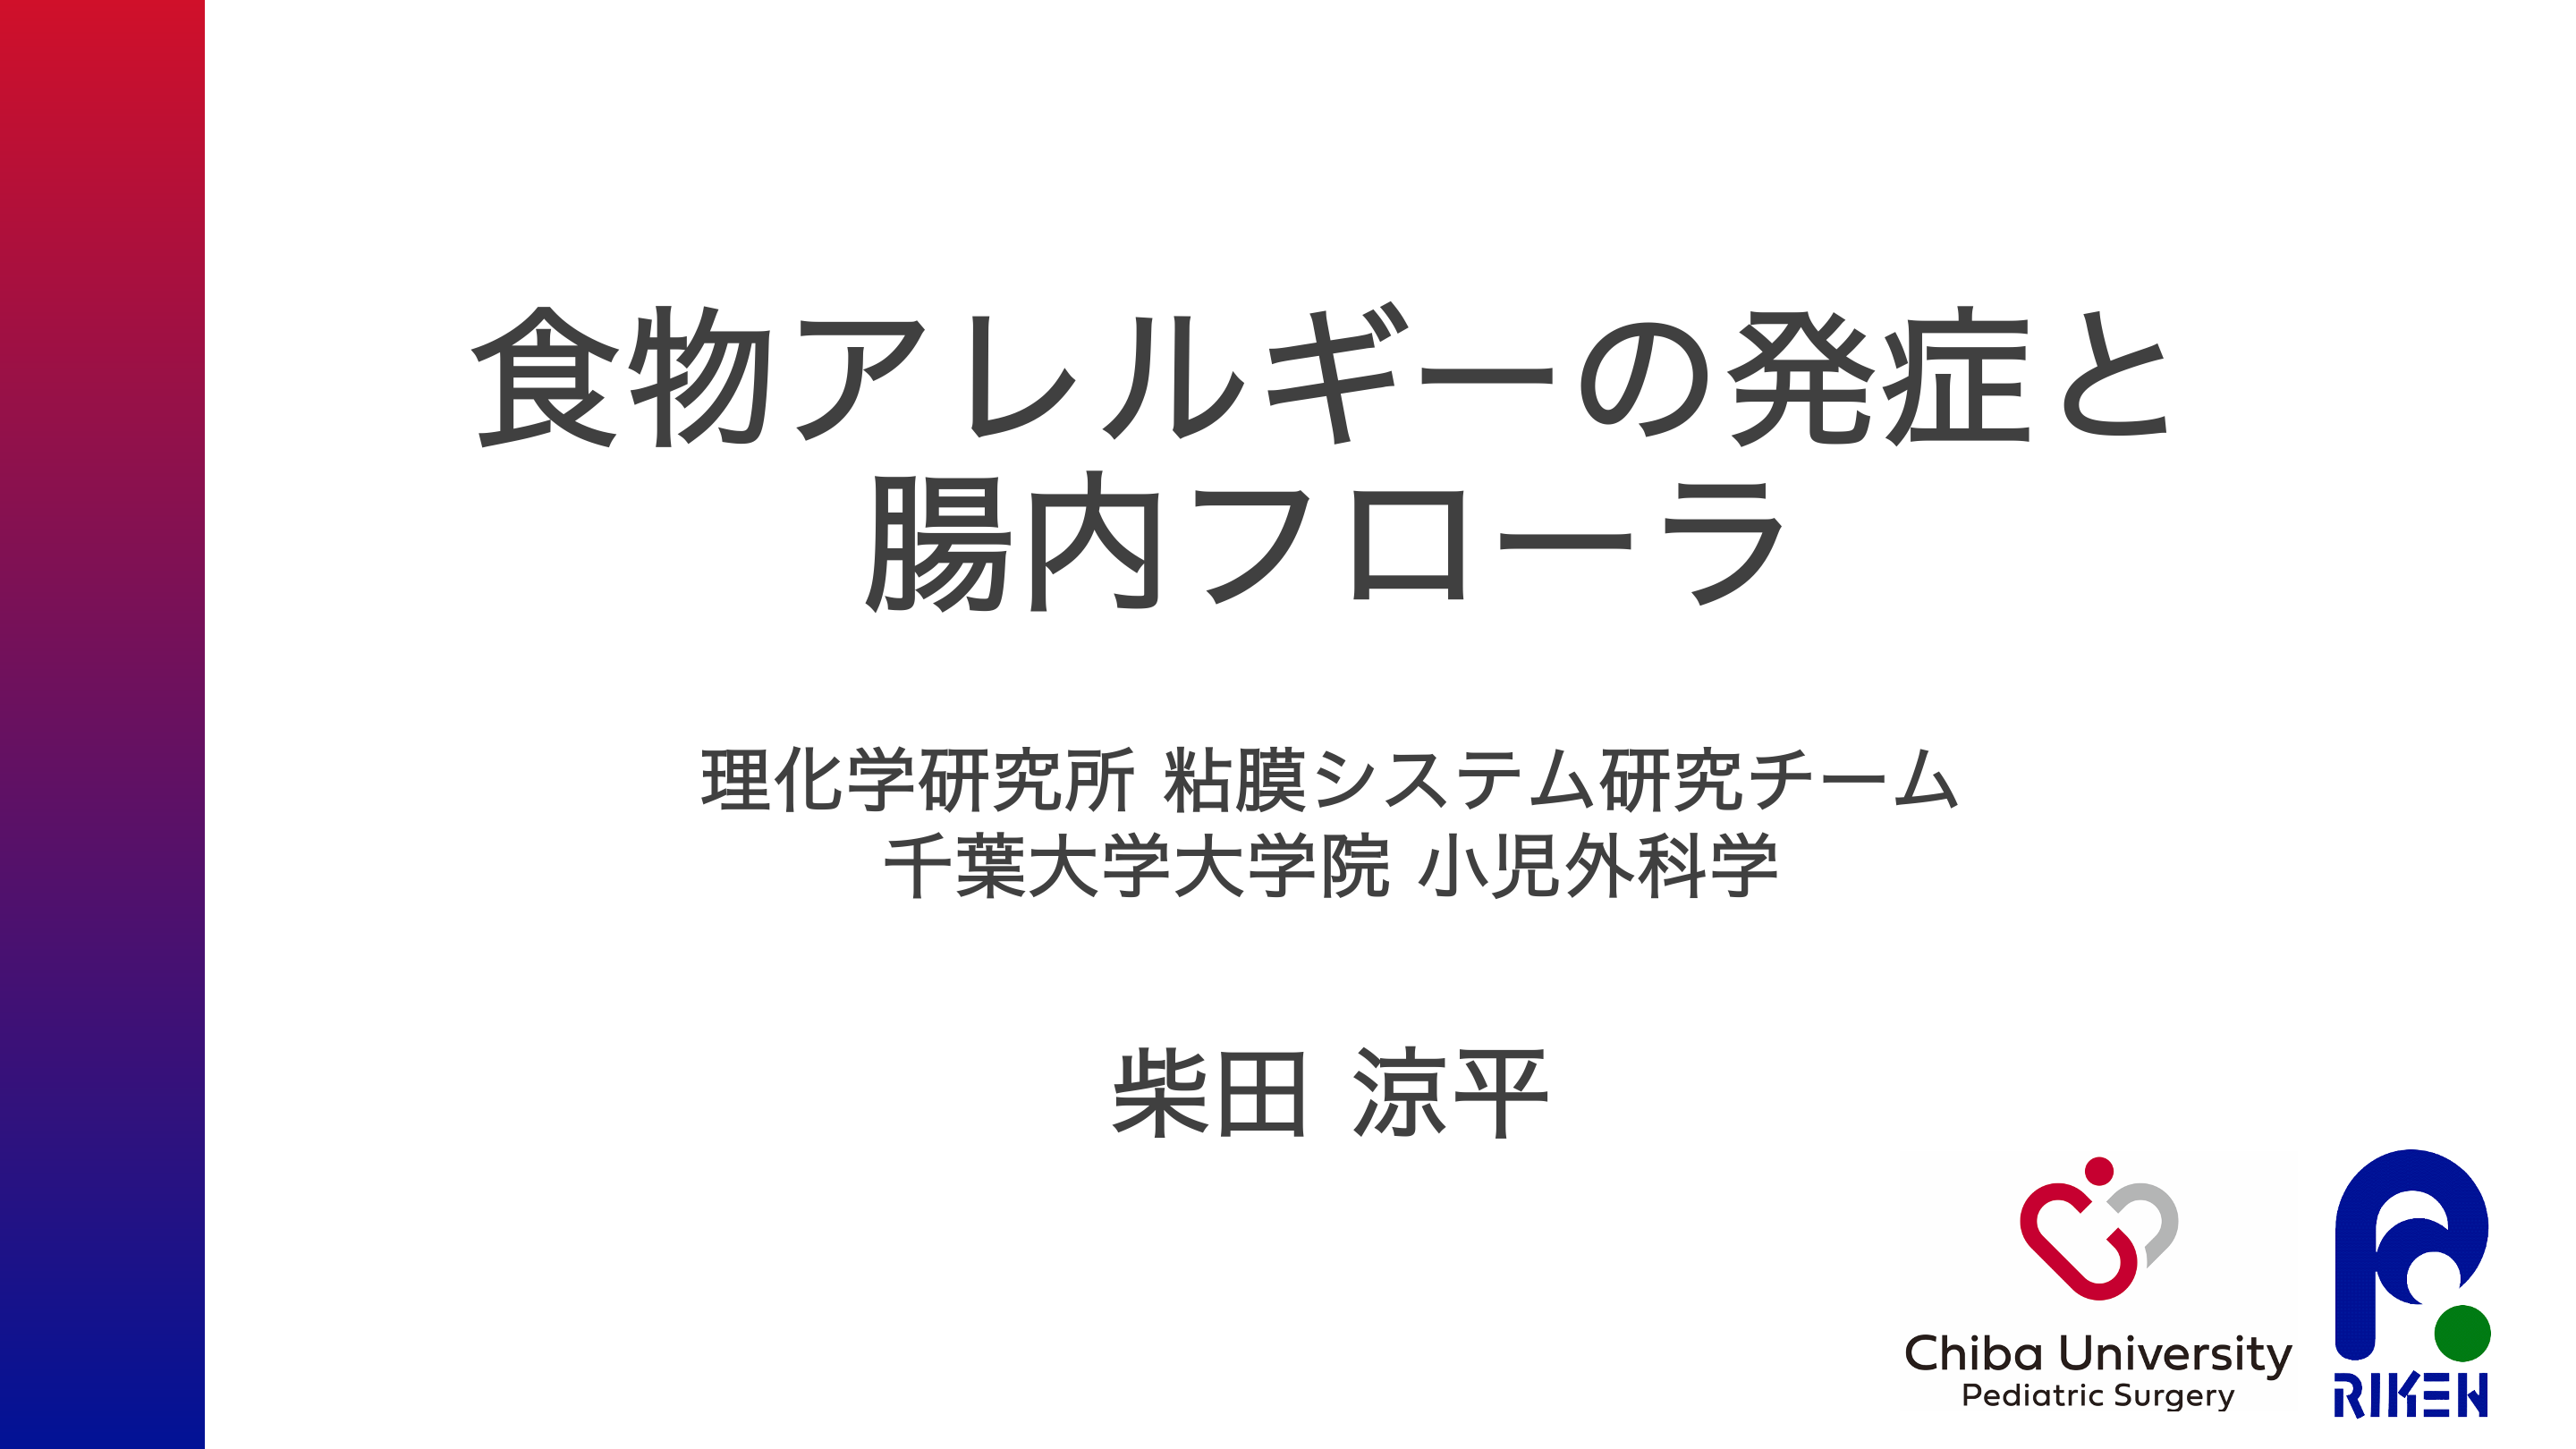 食物アレルギーの発症と
腸内フローラ
理化学研究所 粘膜システム研究チーム
千葉大学大学院 小児外科学
柴田 涼平
Chiba University
Pediatric Surgery
RIKEN